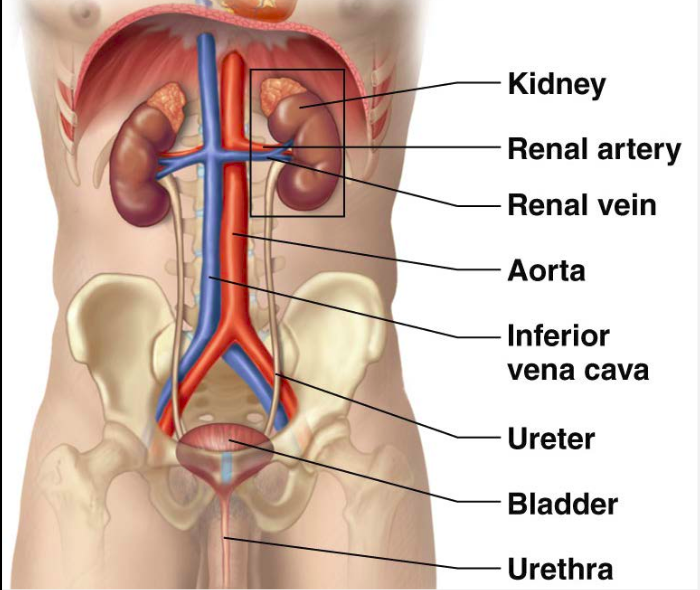 Kidney
Renal artery
Renal vein
Aorta
Inferior
vena cava
Ureter
Bladder
Urethra